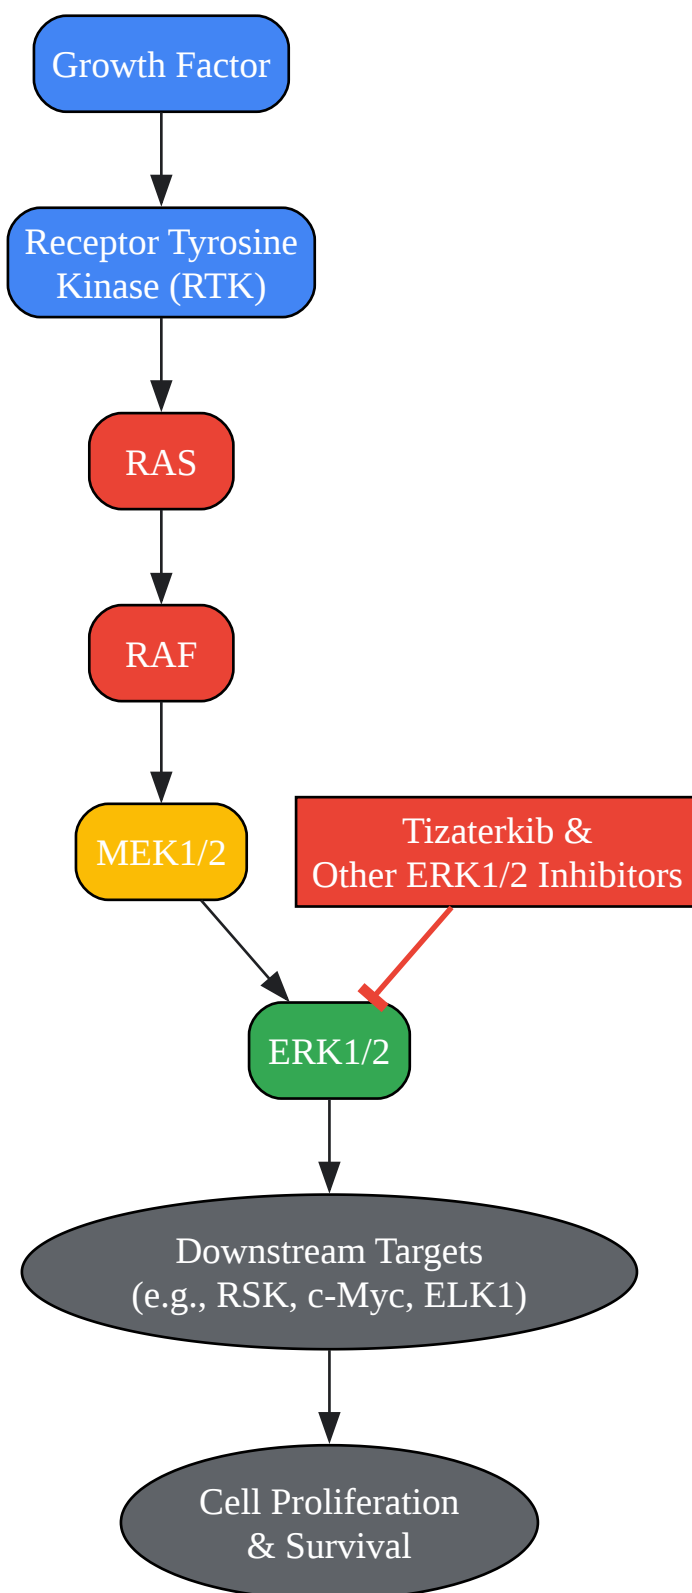 Growth Factor
Receptor Tyrosine
Kinase (RTK)
RAS
RAF
MEK1/2
Tizaterkib &
Other ERK1/2 Inhibitors
ERK1/2
Downstream Targets
(e.g., RSK, c-Myc, ELK1)
Cell Proliferation
& Survival